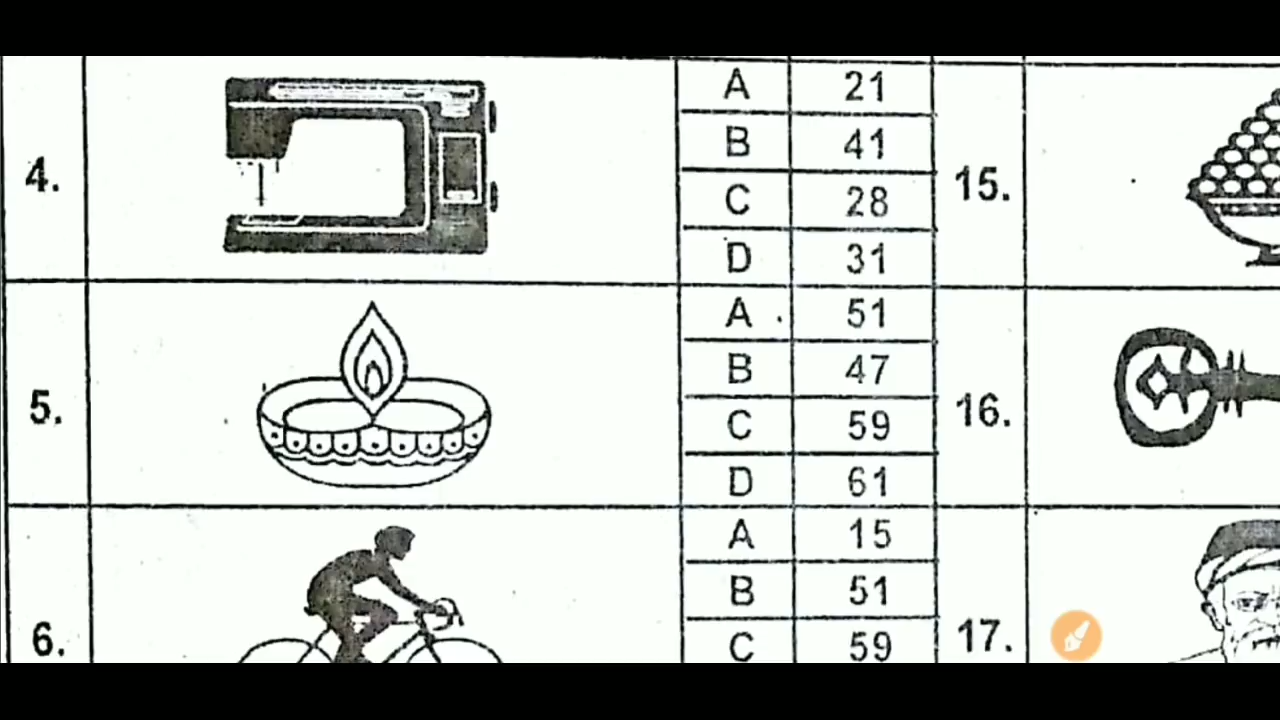 4.
A 21
B 41
C 28
D 31
15.
5.
A 51
B 47
C 59
D 61
16.
6.
A 15
B 51
C 59
17.